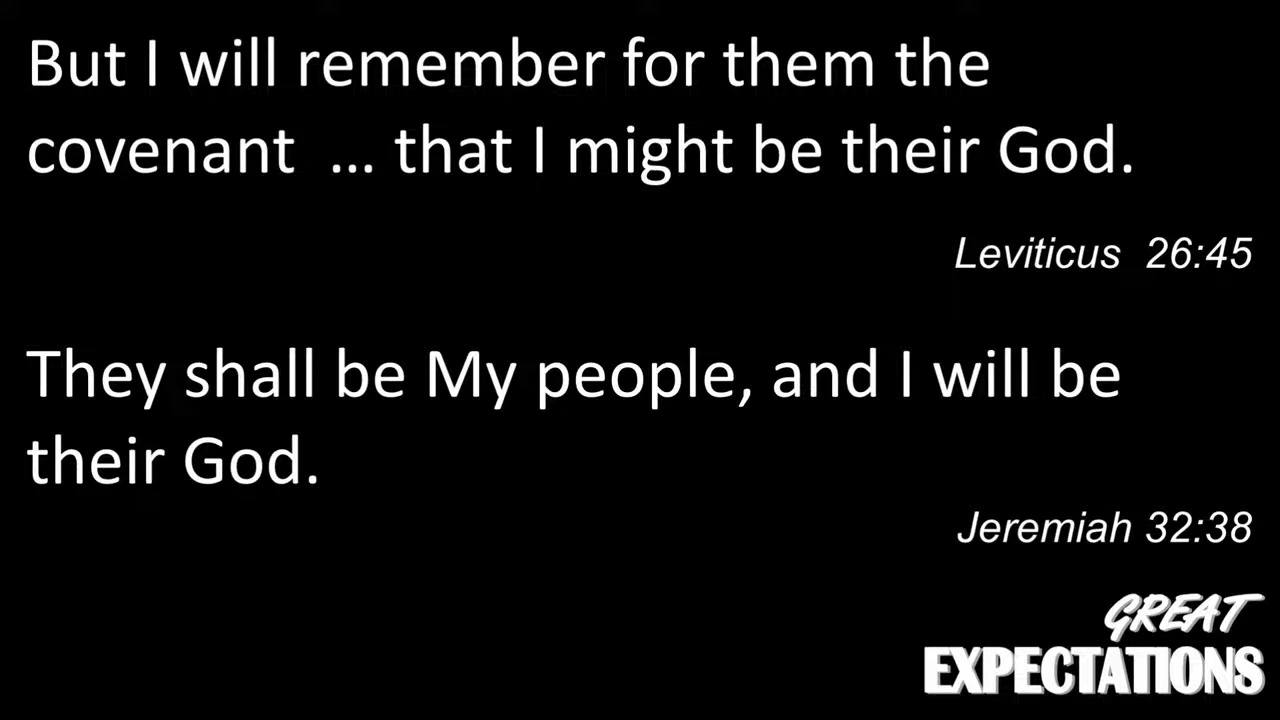 But I will remember for them the
covenant  ... that I might be their God.
Leviticus  26:45
They shall be My people, and I will be
their God.
Jeremiah 32:38
GREAT
EXPECTATIONS